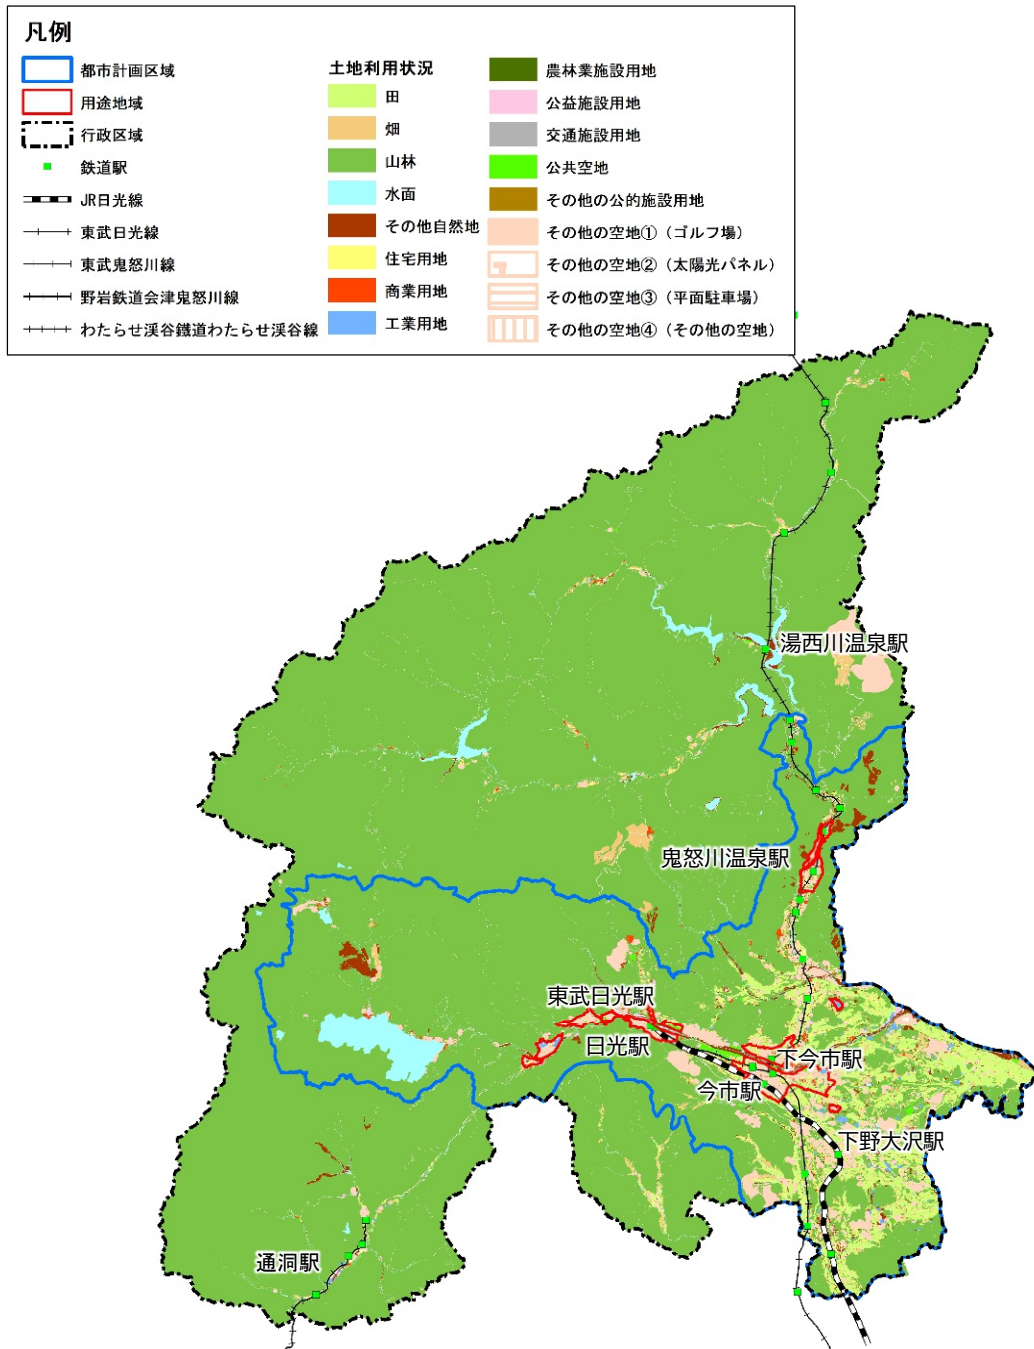 凡例
都市計画区域
用途地域
行政区域
鉄道駅
JR日光線
東武日光線
東武鬼怒川線
野岩鉄道会津鬼怒川線
わたらせ渓谷鐵道わたらせ渓谷線
土地利用状況
田
畑
山林
水面
その他自然地
住宅用地
商業用地
工業用地
農林業施設用地
公益施設用地
交通施設用地
公共空地
その他の公的施設用地
その他の空地①（ゴルフ場）
その他の空地②（太陽光パネル）
その他の空地③（平面駐車場）
その他の空地④（その他の空地）
湯西川温泉駅
鬼怒川温泉駅
東武日光駅
日光駅
下今市駅
今市駅
下野大沢駅
通洞駅